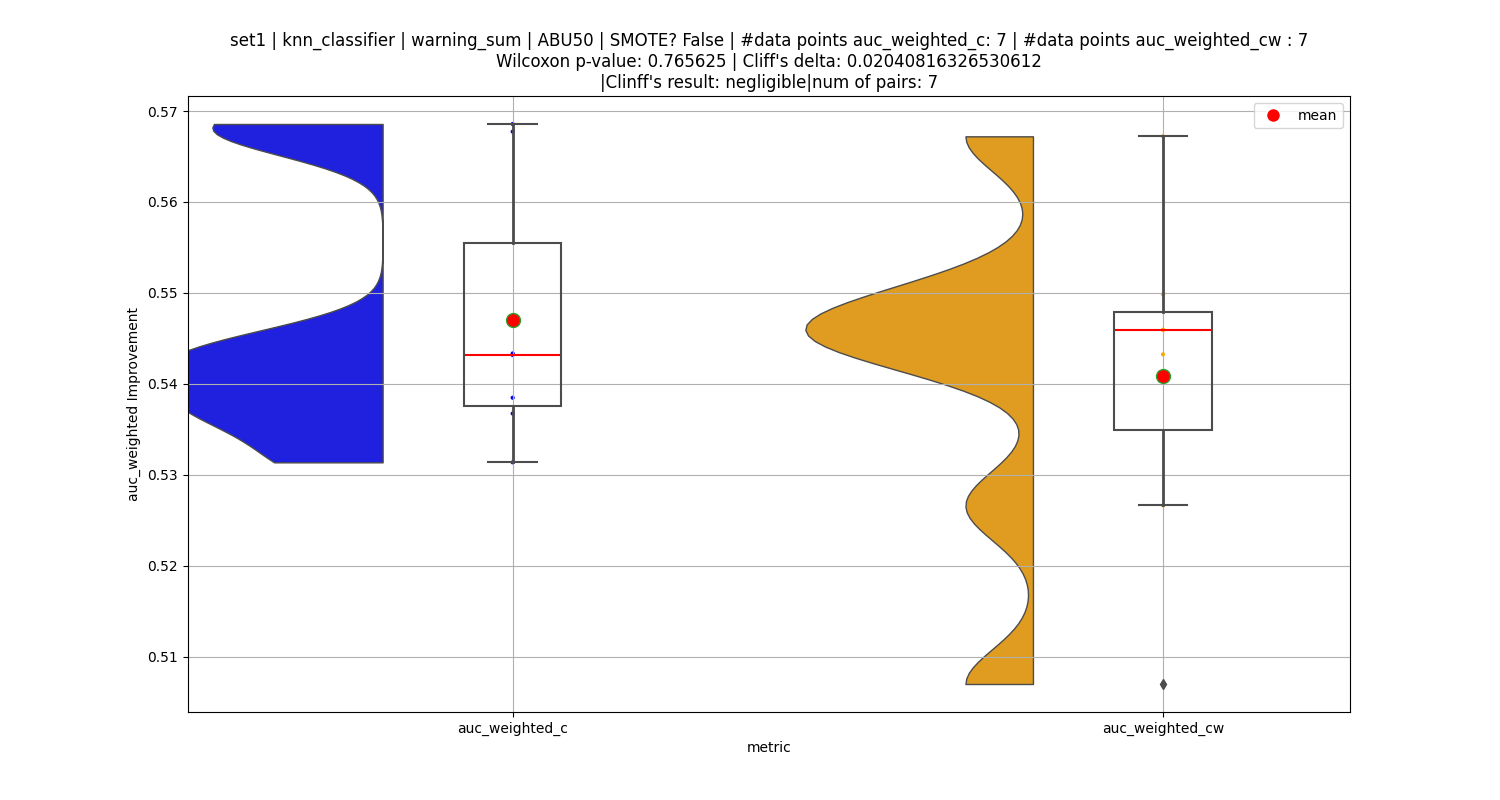 set1 | knn_classifier | warning_sum | ABU50 | SMOTE? False | #data points auc_weighted_c: 7 | #data points auc_weighted_cw : 7
Wilcoxon p-value: 0.765625 | Cliff's delta: 0.02040816326530612
|Clinff's result: negligible|num of pairs: 7
mean
auc_weighted Improvement
0.57
0.56
0.55
0.54
0.53
0.52
0.51
auc_weighted_c
auc_weighted_cw
metric